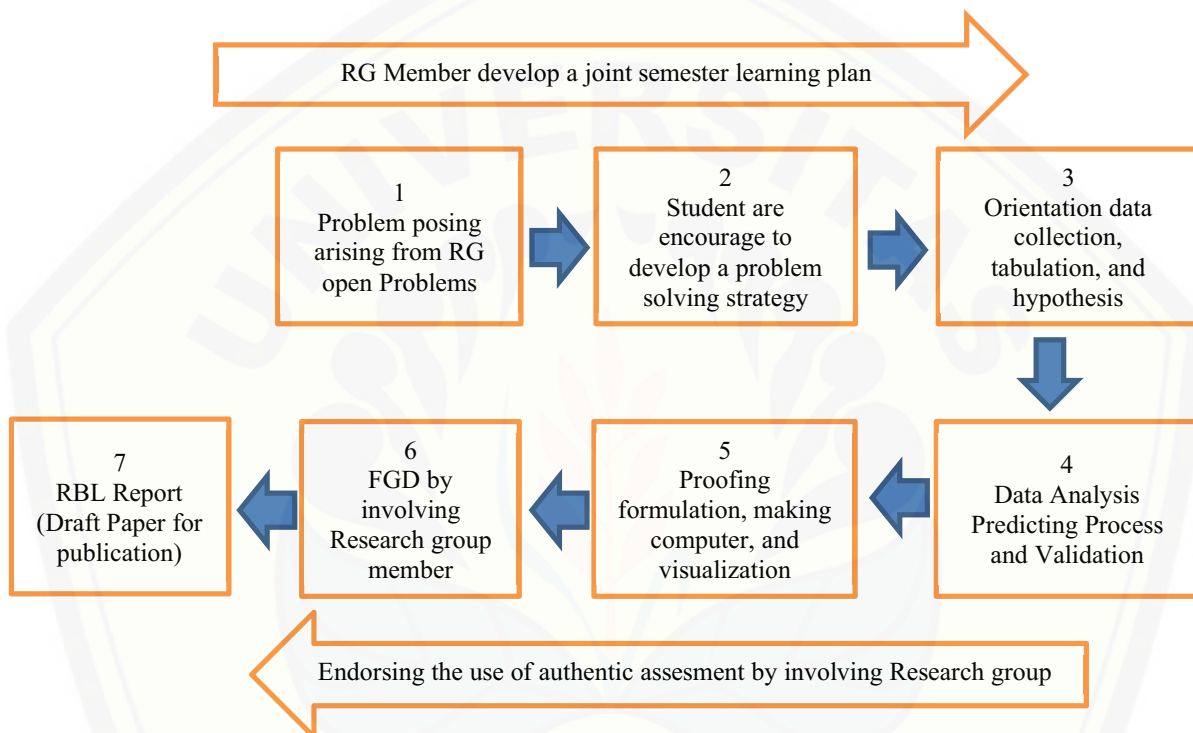 RG Member develop a joint semester learning plan
1
Problem posing
arising from RG
open Problems
2
Student are
encourage to
develop a problem
solving strategy
3
Orientation data
collection,
tabulation, and
hypothesis
4
Data Analysis
Predicting Process
and Validation
5
Proofing
formulation, making
computer, and
visualization
6
FGD by
involving
Research group
member
7
RBL Report
(Draft Paper for
publication)
Endorsing the use of authentic assesment by involving Research group
UNIVERSITAS